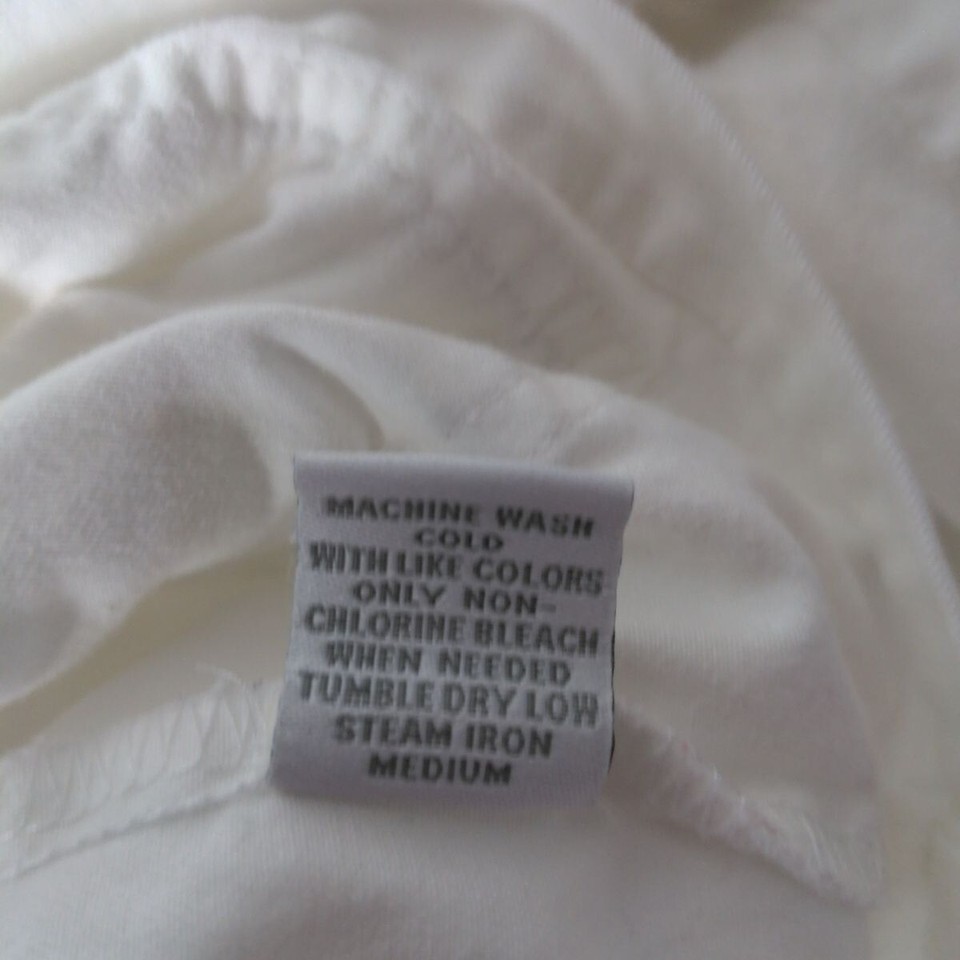 MACHINE WASH
COLD
WITH LIKE COLORS
ONLY NON-
CHLORINE BLEACH
WHEN NEEDED
TUMBLE DRY LOW
STEAM IRON
MEDIUM